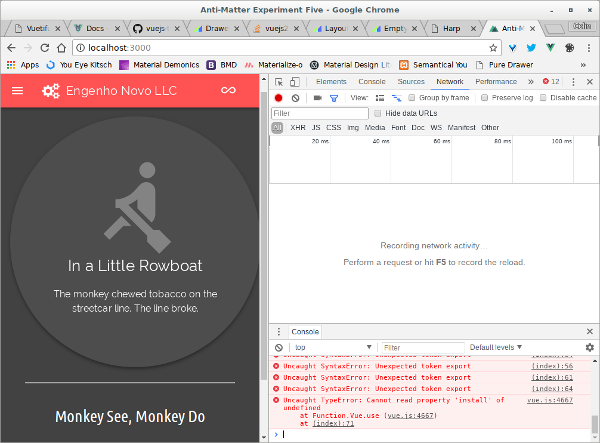 Anti-Matter Experiment Five - Google Chrome
Vuetif
Docs
vuejs-t
Drawe
vuejs2
Layou
Empty
Harp
Anti-M
Colin
localhost:3000
Apps
You Eye Kitsch
Material Demonics
BMD
Materialize-o
Material Design Lit
Semantical You
Pure Drawer
Engenho Novo LLC
In a Little Rowboat
The monkey chewed tobacco on the
streetcar line. The line broke.
Monkey See, Monkey Do
Elements
Console
Sources
Network
Performance
»
12
View:
Group by frame
Preserve log
Disable cache
Filter
Hide data URLs
All
XHR
JS
CSS
Img
Media
Font
Doc
WS
Manifest
Other
20 ms
40 ms
60 ms
80 ms
100 ms
Recording network activity...
Perform a request or hit F5 to record the reload.
Console
top
Filter
Default levels
Uncaught SyntaxError: Unexpected token export
Uncaught SyntaxError: Unexpected token export (index):56
Uncaught SyntaxError: Unexpected token export (index):61
Uncaught SyntaxError: Unexpected token export (index):64
Uncaught TypeError: Cannot read property 'install' of vue.js:4667
undefined
at Function.Vue.use (vue.js:4667)
at (index):71